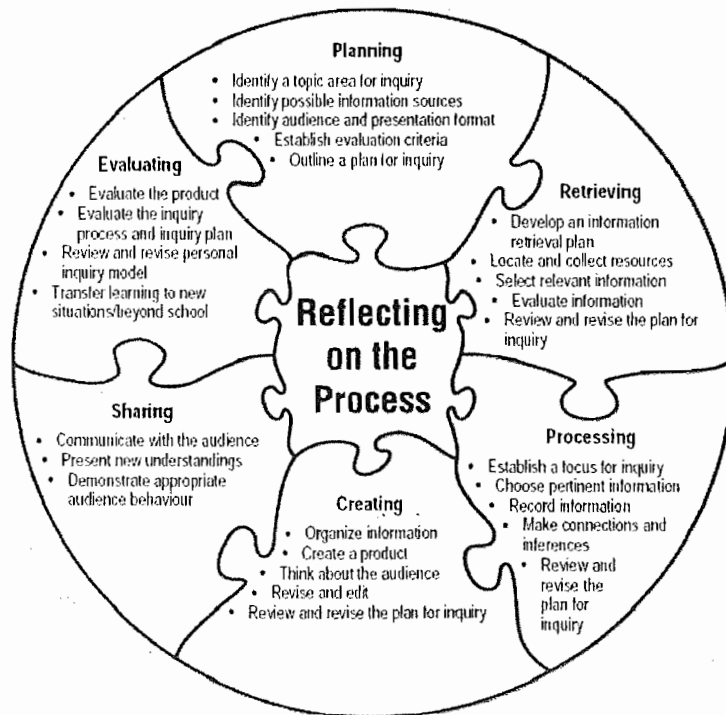 Planning
• Identify a topic area for inquiry
• Identify possible information sources
• Identify audience and presentation format
• Establish evaluation criteria
• Outline a plan for inquiry
Retrieving
• Develop an information
retrieval plan
• Locate and collect resources
• Select relevant information
• Evaluate information
• Review and revise the plan for
inquiry
Processing
• Establish a focus for inquiry
• Choose pertinent information
• Record information
• Make connections and
inferences
• Review and
revise the
plan for
inquiry
Creating
• Organize information
• Create a product
• Think about the audience
• Revise and edit
• Review and revise the plan for inquiry
Sharing
• Communicate with the audience
• Present new understandings
• Demonstrate appropriate
audience behaviour
Evaluating
• Evaluate the product
• Evaluate the inquiry
process and inquiry plan
• Review and revise personal
inquiry model
• Transfer learning to new
situations/beyond school
Reflecting
on the
Process